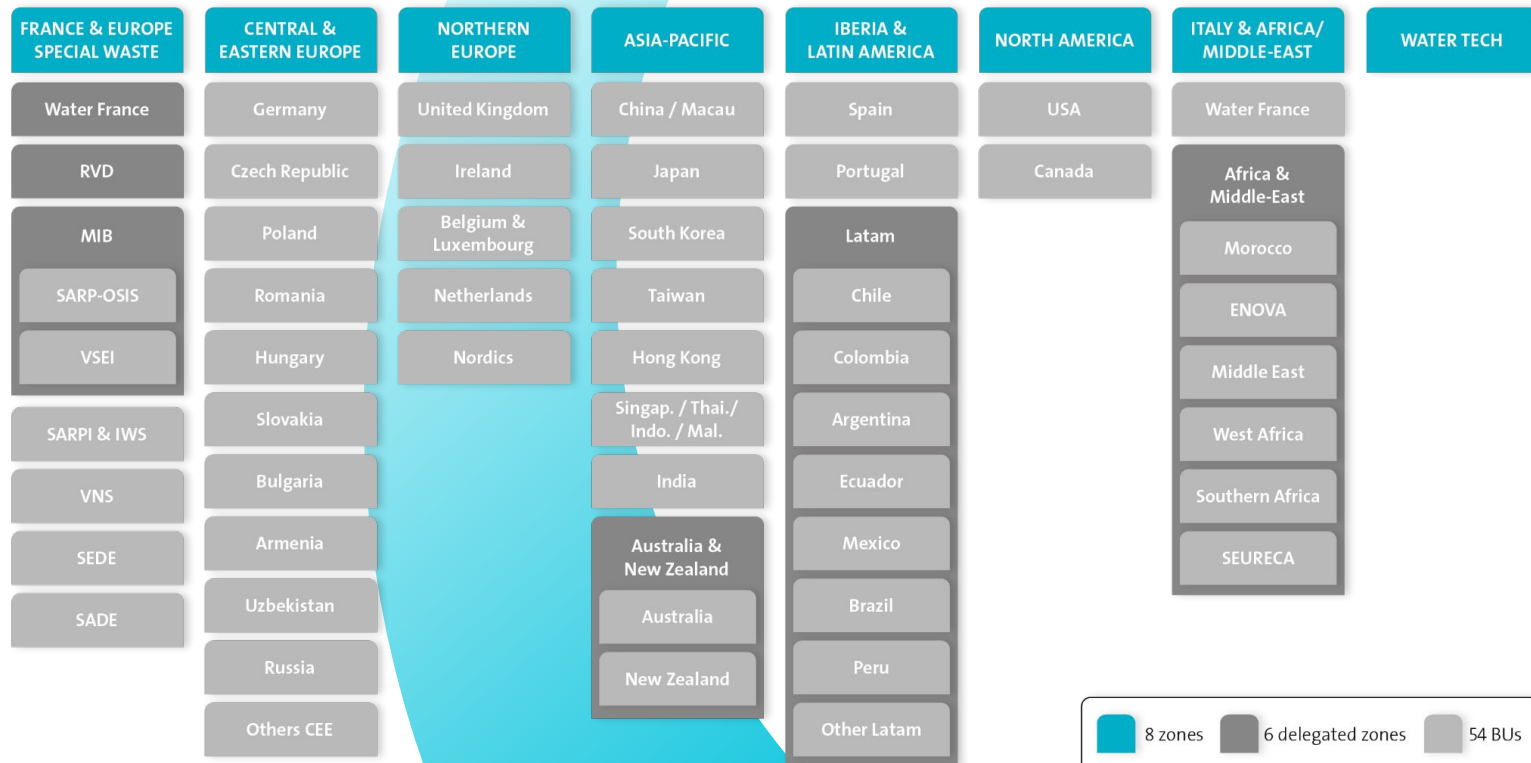 FRANCE & EUROPE
SPECIAL WASTE
Water France
RVD
MIB
SARP-OSIS
VSEI
SARPI & IWS
VNS
SEDE
SADE
CENTRAL &
EASTERN EUROPE
Germany
Czech Republic
Poland
Romania
Hungary
Slovakia
Bulgaria
Armenia
Uzbekistan
Russia
Others CEE
NORTHERN
EUROPE
United Kingdom
Ireland
Belgium &
Luxembourg
Netherlands
Nordics
ASIA-PACIFIC
China / Macau
Japan
South Korea
Taiwan
Hong Kong
Singap. / Thai./
Indo. / Mal.
India
Australia &
New Zealand
Australia
New Zealand
IBERIA &
LATIN AMERICA
Spain
Portugal
Latam
Chile
Colombia
Argentina
Ecuador
Mexico
Brazil
Peru
Other Latam
NORTH AMERICA
USA
Canada
ITALY & AFRICA/
MIDDLE-EAST
Water France
Africa &
Middle-East
Morocco
ENOVA
Middle East
West Africa
Southern Africa
SEURECA
WATER TECH
8 zones
6 delegated zones
54 BUs